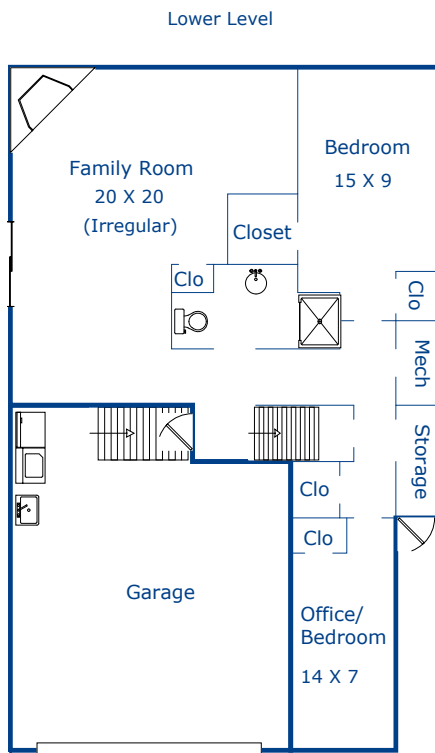 Lower Level
Family Room
20 X 20
(Irregular)
Bedroom
15 X 9
Closet
Clo
Clo
Mech
Storage
Clo
Clo
Garage
Office/
Bedroom
14 X 7